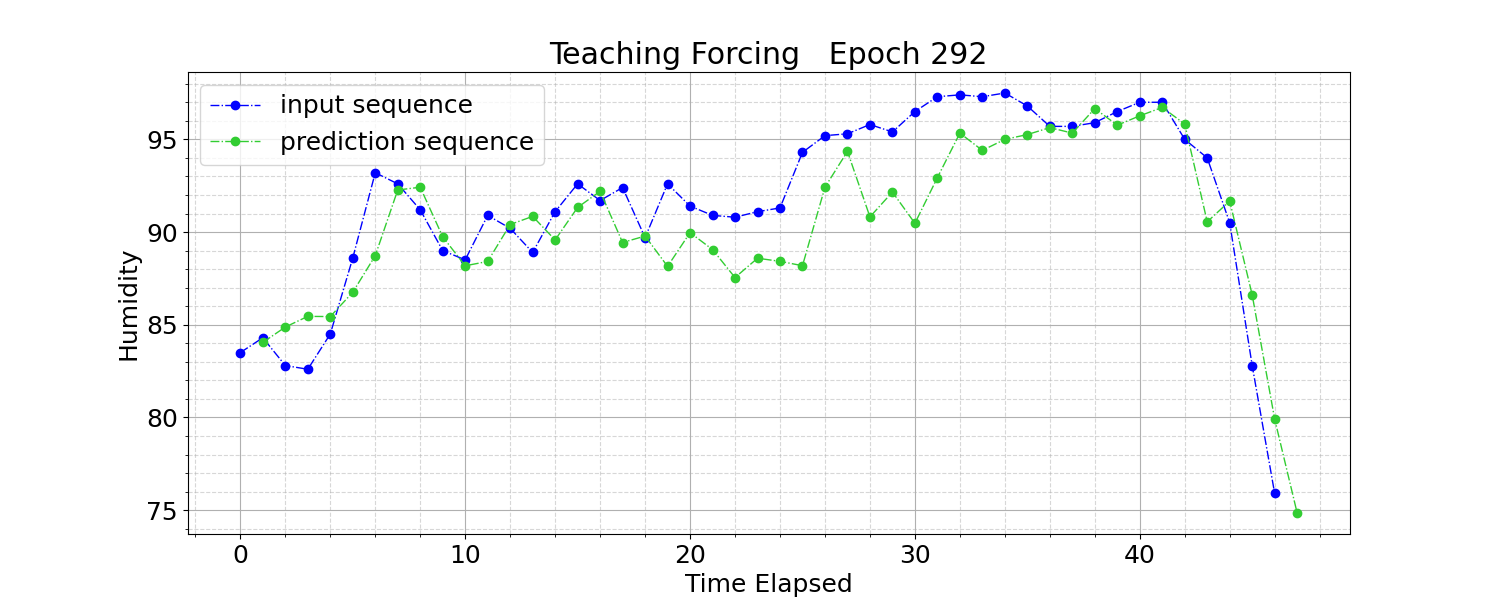 Teaching Forcing   Epoch 292
input sequence
prediction sequence
Humidity
95
90
85
80
75
0 10 20 30 40
Time Elapsed